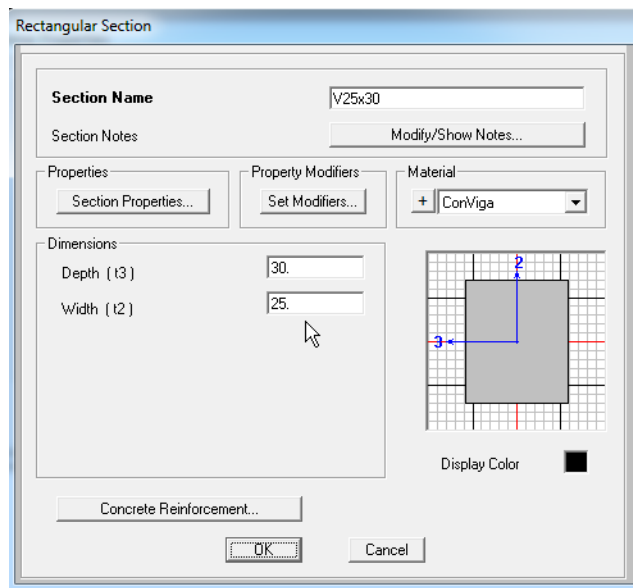 Rectangular Section
Section Name
V25x30
Section Notes
Modify/Show Notes...
Properties
Section Properties...
Property Modifiers
Set Modifiers...
Material
+
ConViga
Dimensions
Depth ( t3 )
30.
Width ( t2 )
25.
2
3
Display Color
Concrete Reinforcement...
OK
Cancel